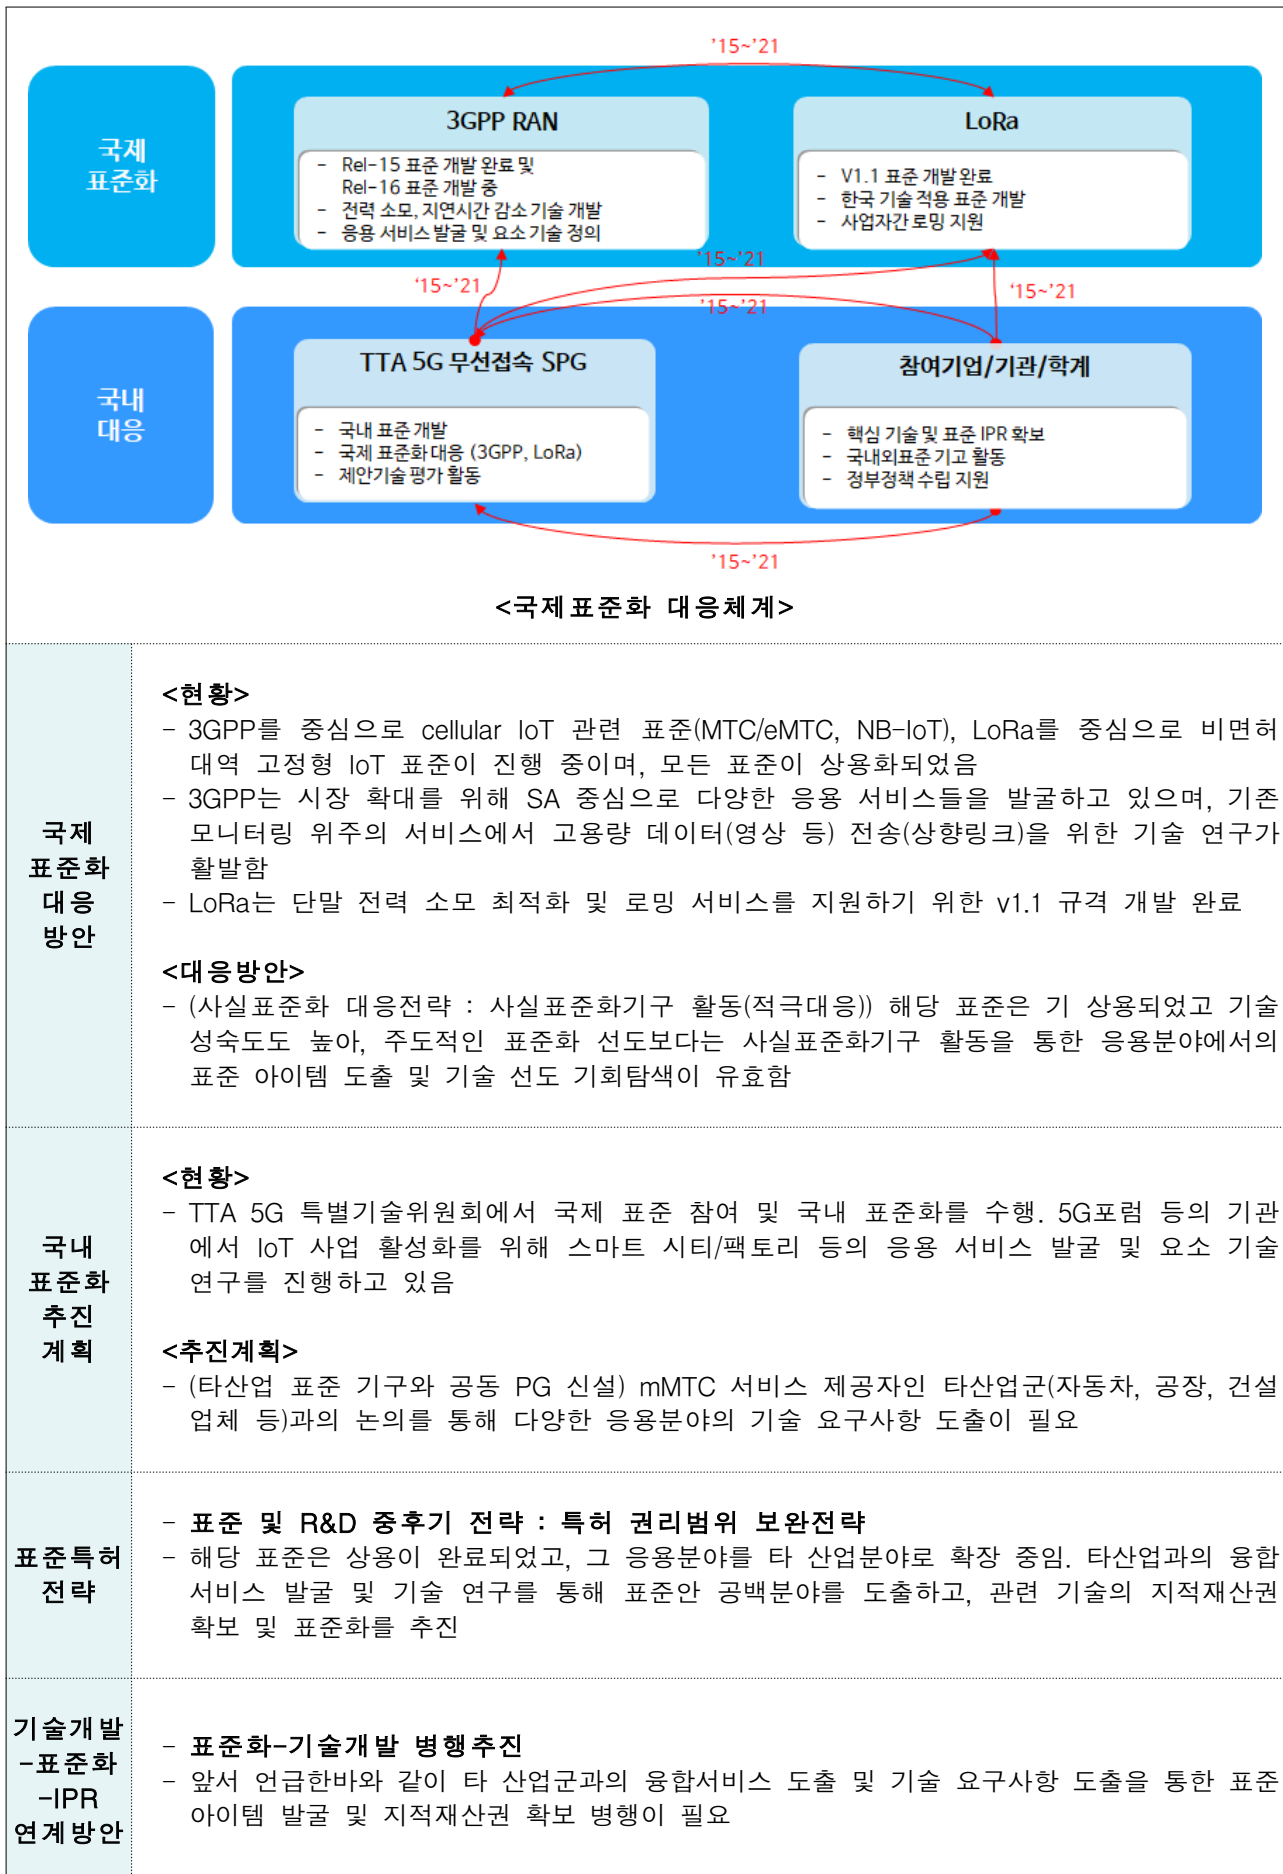 ’15~’21
국제
표준화
3GPP RAN
- Rel-15 표준 개발 완료 및
Rel-16 표준 개발 중
- 전력 소모, 지연시간 감소 기술 개발
- 응용 서비스 발굴 및 요소 기술 정의
LoRa
- V1.1 표준 개발 완료
- 한국 기술 적용 표준 개발
- 사업자간 로밍 지원
’15~’21
‘15~’21
‘15~’21
’15~’21
국내
대응
TTA 5G 무선접속 SPG
- 국내 표준 개발
- 국제 표준화 대응 (3GPP, LoRa)
- 제안기술 평가 활동
참여기업/기관/학계
- 핵심 기술 및 표준 IPR 확보
- 국내외표준 기고 활동
- 정부정책 수립 지원
’15~’21
<국제표준화 대응체계>
국제
표준화
대응
방안
<현황>
- 3GPP를 중심으로 cellular IoT 관련 표준(MTC/eMTC, NB-IoT), LoRa를 중심으로 비면허
대역 고정형 IoT 표준이 진행 중이며, 모든 표준이 상용화되었음
- 3GPP는 시장 확대를 위해 SA 중심으로 다양한 응용 서비스들을 발굴하고 있으며, 기존
모니터링 위주의 서비스에서 고용량 데이터(영상 등) 전송(상향링크)을 위한 기술 연구가
활발함
- LoRa는 단말 전력 소모 최적화 및 로밍 서비스를 지원하기 위한 v1.1 규격 개발 완료
<대응방안>
- (사실표준화 대응전략 : 사실표준화기구 활동(적극대응)) 해당 표준은 기 상용되었고 기술
성숙도도 높아, 주도적인 표준화 선도보다는 사실표준화기구 활동을 통한 응용분야에서의
표준 아이템 도출 및 기술 선도 기회탐색이 유효함
국내
표준화
추진
계획
<현황>
- TTA 5G 특별기술위원회에서 국제 표준 참여 및 국내 표준화를 수행. 5G포럼 등의 기관
에서 IoT 사업 활성화를 위해 스마트 시티/팩토리 등의 응용 서비스 발굴 및 요소 기술
연구를 진행하고 있음
<추진계획>
- (타산업 표준 기구와 공동 PG 신설) mMTC 서비스 제공자인 타산업군(자동차, 공장, 건설
업체 등)과의 논의를 통해 다양한 응용분야의 기술 요구사항 도출이 필요
표준특허
전략
- 표준 및 R&D 중후기 전략 : 특허 권리범위 보완전략
- 해당 표준은 상용이 완료되었고, 그 응용분야를 타 산업분야로 확장 중임. 타산업과의 융합
서비스 발굴 및 기술 연구를 통해 표준안 공백분야를 도출하고, 관련 기술의 지적재산권
확보 및 표준화를 추진
기술개발
-표준화
-IPR
연계방안
- 표준화-기술개발 병행추진
- 앞서 언급한바와 같이 타 산업군과의 융합서비스 도출 및 기술 요구사항 도출을 통한 표준
아이템 발굴 및 지적재산권 확보 병행이 필요